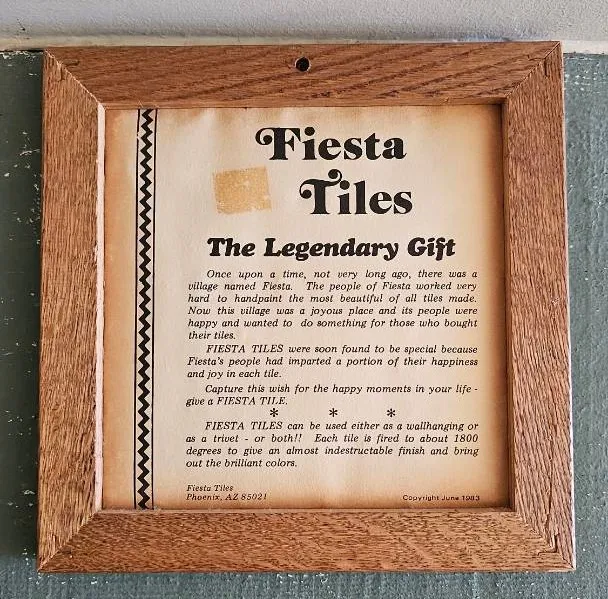 Fiesta
Tiles
The Legendary Gift
Once upon a time, not very long ago, there was a
village named Fiesta. The people of Fiesta worked very
hard to handpaint the most beautiful of all tiles made.
Now this village was a joyous place and its people were
happy and wanted to do something for those who bought
their tiles.
FIESTA TILES were soon found to be special because
Fiesta's people had imparted a portion of their happiness
and joy in each tile.
Capture this wish for the happy moments in your life -
give a FIESTA TILE.
* * *
FIESTA TILES can be used either as a wallhanging or
as a trivet - or both!! Each tile is fired to about 1800
degrees to give an almost indestructable finish and bring
out the brilliant colors.
Fiesta Tiles
Phoenix, AZ 85021
Copyright June 1983